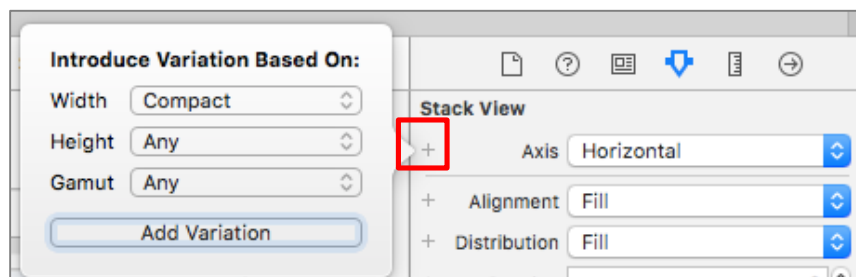 Introduce Variation Based On:
Width Compact
Height Any
Gamut Any
Add Variation
Stack View
Axis Horizontal
Alignment Fill
Distribution Fill